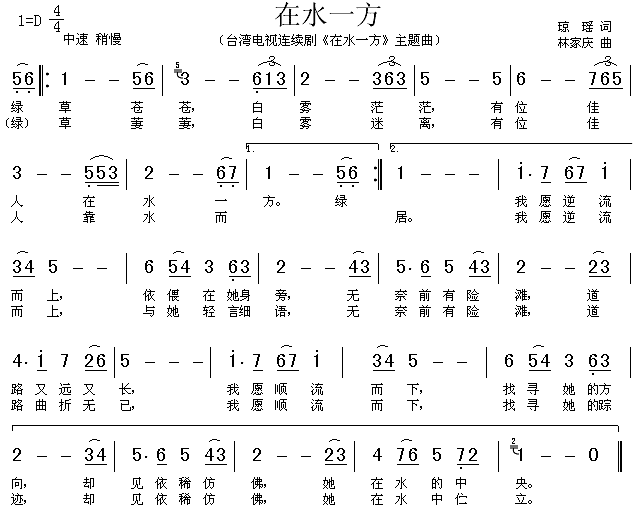 在水一方
1=D 4/4
中速 稍慢
（台湾电视连续剧《在水一方》主题曲）
琼 瑶 词
林家庆 曲
56 1 - - 56 3 - - 613 2 - - 363 5 - - 5 6 - - 765
绿 草 苍 苍， 白 雾 茫 茫， 有 位 佳
(绿) 草 萋 萋， 白 雾 迷 离， 有 位 佳
1. 2.
3 - - 553 2 - - 67 1 - - 56 1 - - - 1· 7 67 1
人 在 水 一 方。 绿 我 愿 逆 流
人 靠 水 而 居。 我 愿 逆 流
34 5 - - 6 54 3 63 2 - - 43 5· 6 5 43 2 - - 23
而 上， 依 偎 在 她身 旁， 无 奈 前 有 险 滩， 道
而 上， 与 她 轻 言细 语， 无 奈 前 有 险 滩， 道
4· 1 7 26 5 - - - 1· 7 67 1 34 5 - - 6 54 3 63
路 又 远 又 长， 我 愿 顺 流 而 下， 找 寻 她 的方
路 曲 折 无 已， 我 愿 顺 流 而 下， 找 寻 她 的踪
2 - - 34 5· 6 5 43 2 - - 23 4 76 5 72 1 - - 0
向， 却 见 依 稀 仿 佛， 她 在 水 的 中 央。
迹， 却 见 依 稀 仿 佛， 她 在 水 中 伫 立。